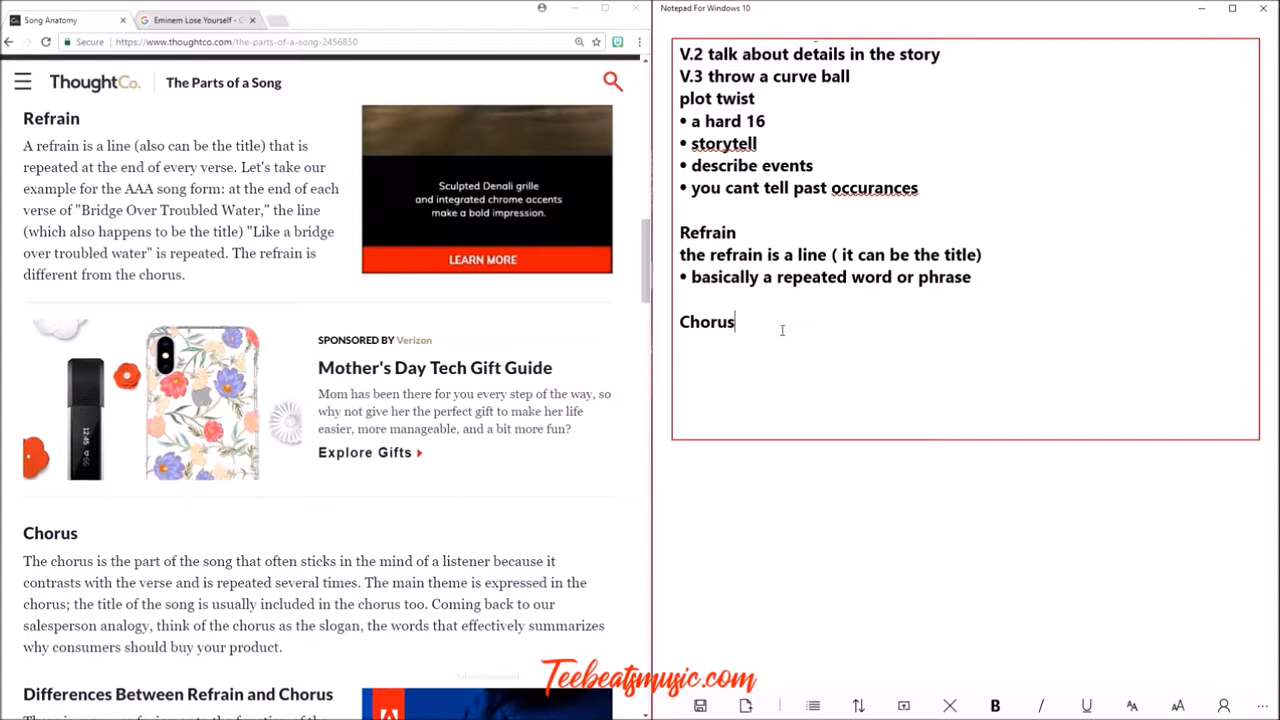 Song Anatomy
Eminem Lose Yourself -
Secure
https://www.thoughtco.com/the-parts-of-a-song-2456850
ThoughtCo.
The Parts of a Song
Refrain
A refrain is a line (also can be the title) that is
repeated at the end of every verse. Let's take our
example for the AAA song form: at the end of each
verse of "Bridge Over Troubled Water," the line
(which also happens to be the title) "Like a bridge
over troubled water" is repeated. The refrain is
different from the chorus.
Sculpted Denali grille
and integrated chrome accents
make a bold impression.
LEARN MORE
SPONSORED BY Verizon
Mother's Day Tech Gift Guide
Mom has been there for you every step of the way, so
why not give her the perfect gift to make her life
easier, more manageable, and a bit more fun?
Explore Gifts
Chorus
The chorus is the part of the song that often sticks in the mind of a listener because it
contrasts with the verse and is repeated several times. The main theme is expressed in the
chorus; the title of the song is usually included in the chorus too. Coming back to our
salesperson analogy, think of the chorus as the slogan, the words that effectively summarizes
why consumers should buy your product.
Differences Between Refrain and Chorus
Notepad For Windows 10
V.2 talk about details in the story
V.3 throw a curve ball
plot twist
• a hard 16
• storytell
• describe events
• you cant tell past occurances
Refrain
the refrain is a line ( it can be the title)
• basically a repeated word or phrase
Chorus
Teebeatsmusic.com